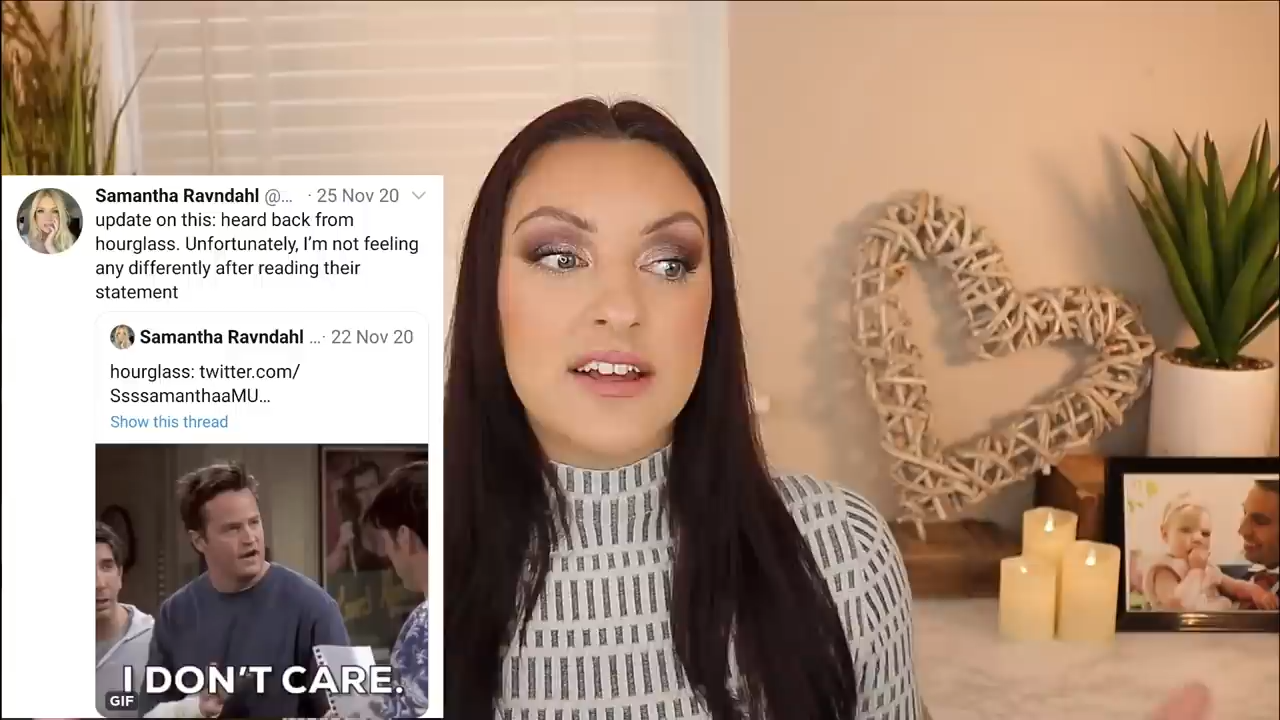 Samantha Ravndahl @... · 25 Nov 20
update on this: heard back from
hourglass. Unfortunately, I'm not feeling
any differently after reading their
statement
Samantha Ravndahl ...· 22 Nov 20
hourglass: twitter.com/
SsssamanthaaMU...
Show this thread
I DON'T CARE.
GIF